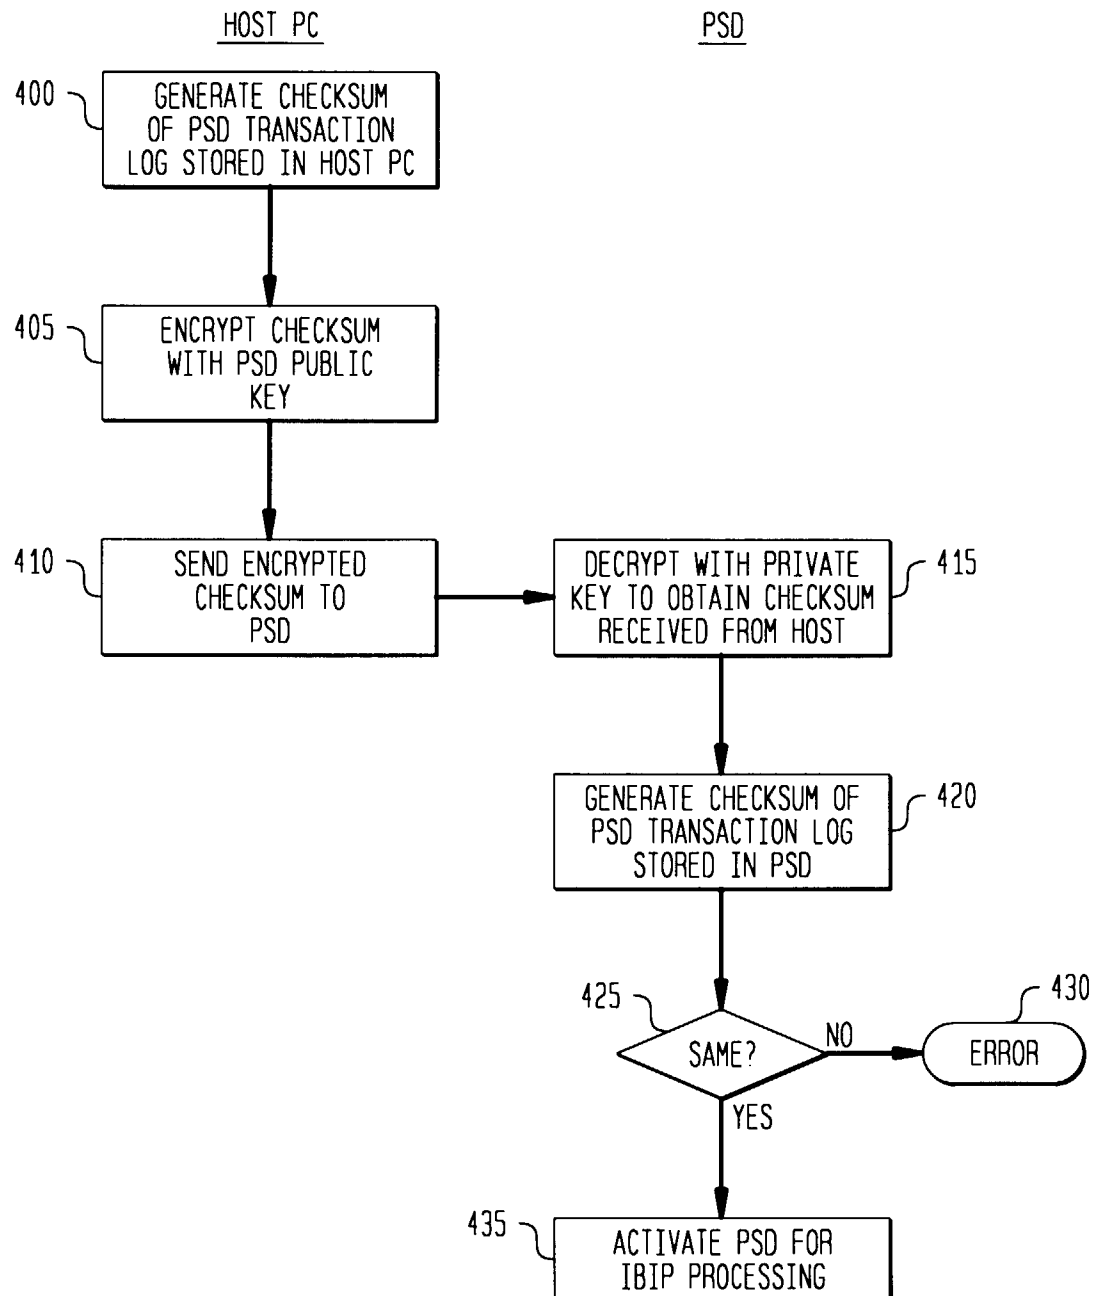 HOST PC
PSD
400
GENERATE CHECKSUM
OF PSD TRANSACTION
LOG STORED IN HOST PC
405
ENCRYPT CHECKSUM
WITH PSD PUBLIC
KEY
410
SEND ENCRYPTED
CHECKSUM TO
PSD
DECRYPT WITH PRIVATE
KEY TO OBTAIN CHECKSUM
RECEIVED FROM HOST
415
GENERATE CHECKSUM OF
PSD TRANSACTION LOG
STORED IN PSD
420
425
SAME?
NO
430
ERROR
YES
435
ACTIVATE PSD FOR
IBIP PROCESSING